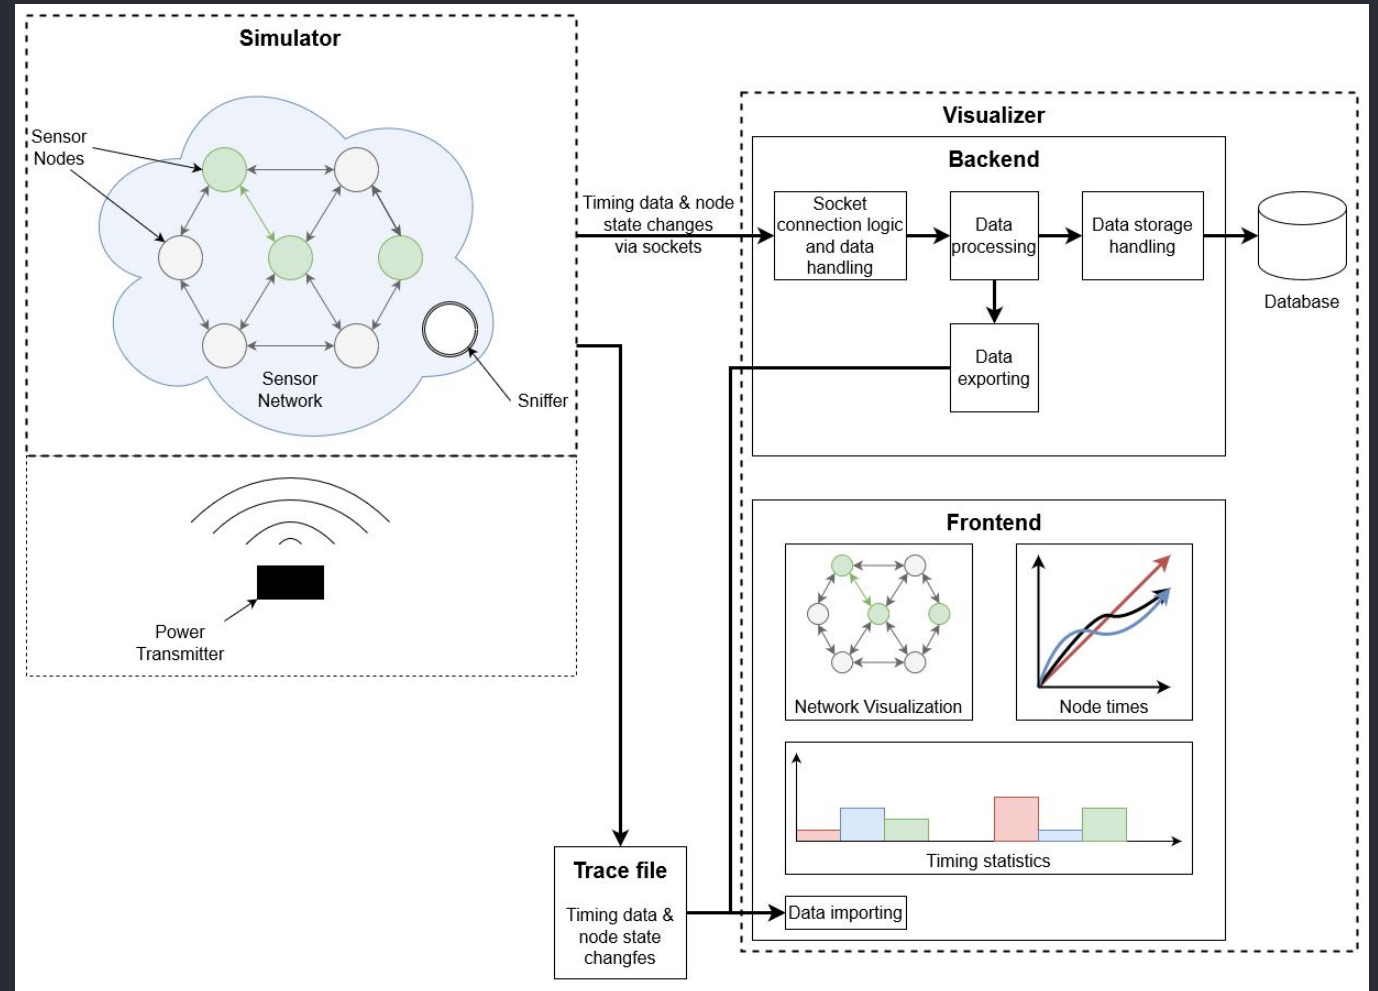 Simulator
Sensor
Nodes
Sensor
Network
Sniffer
Power
Transmitter
Timing data & node
state changes
via sockets
Trace file
Timing data &
node state
changfes
Visualizer
Backend
Socket
connection logic
and data
handling
Data
processing
Data storage
handling
Database
Data
exporting
Frontend
Network Visualization
Node times
Timing statistics
Data importing